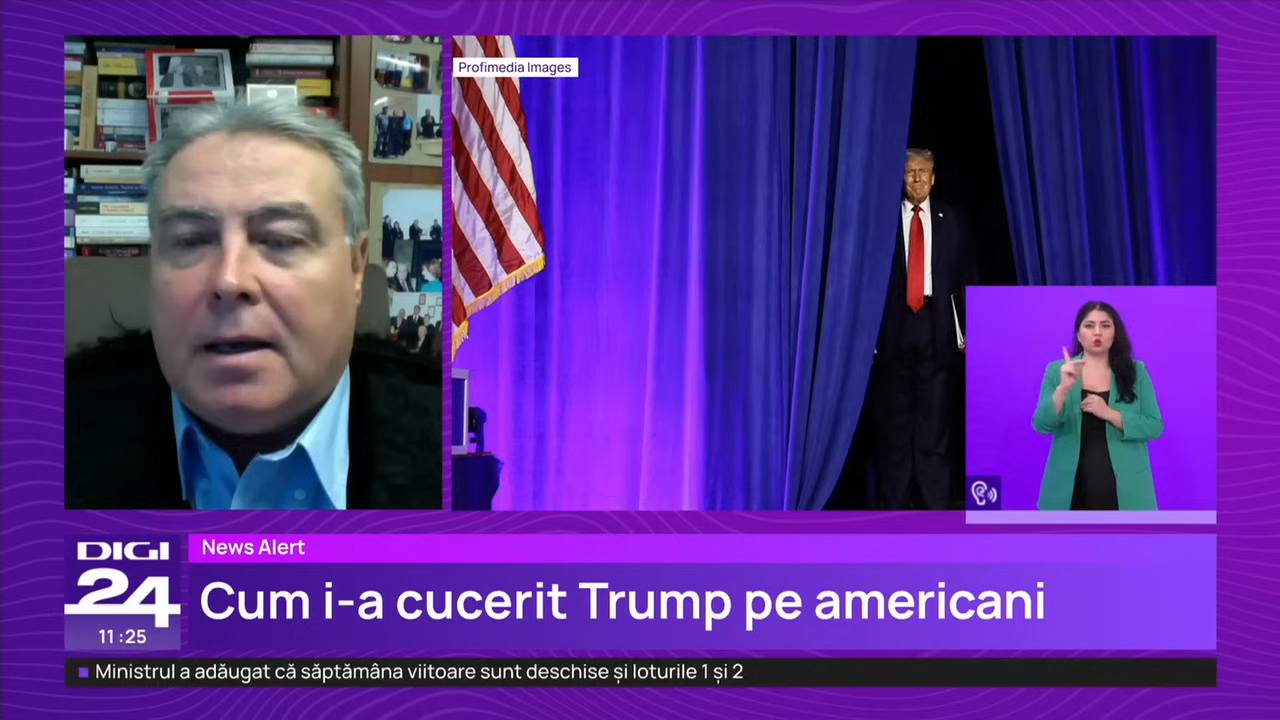 Profimedia Images
DIGI
24
11:25
News Alert
Cum i-a cucerit Trump pe americani
Ministrul a adăugat că săptămâna viitoare sunt deschise și loturile 1 și 2